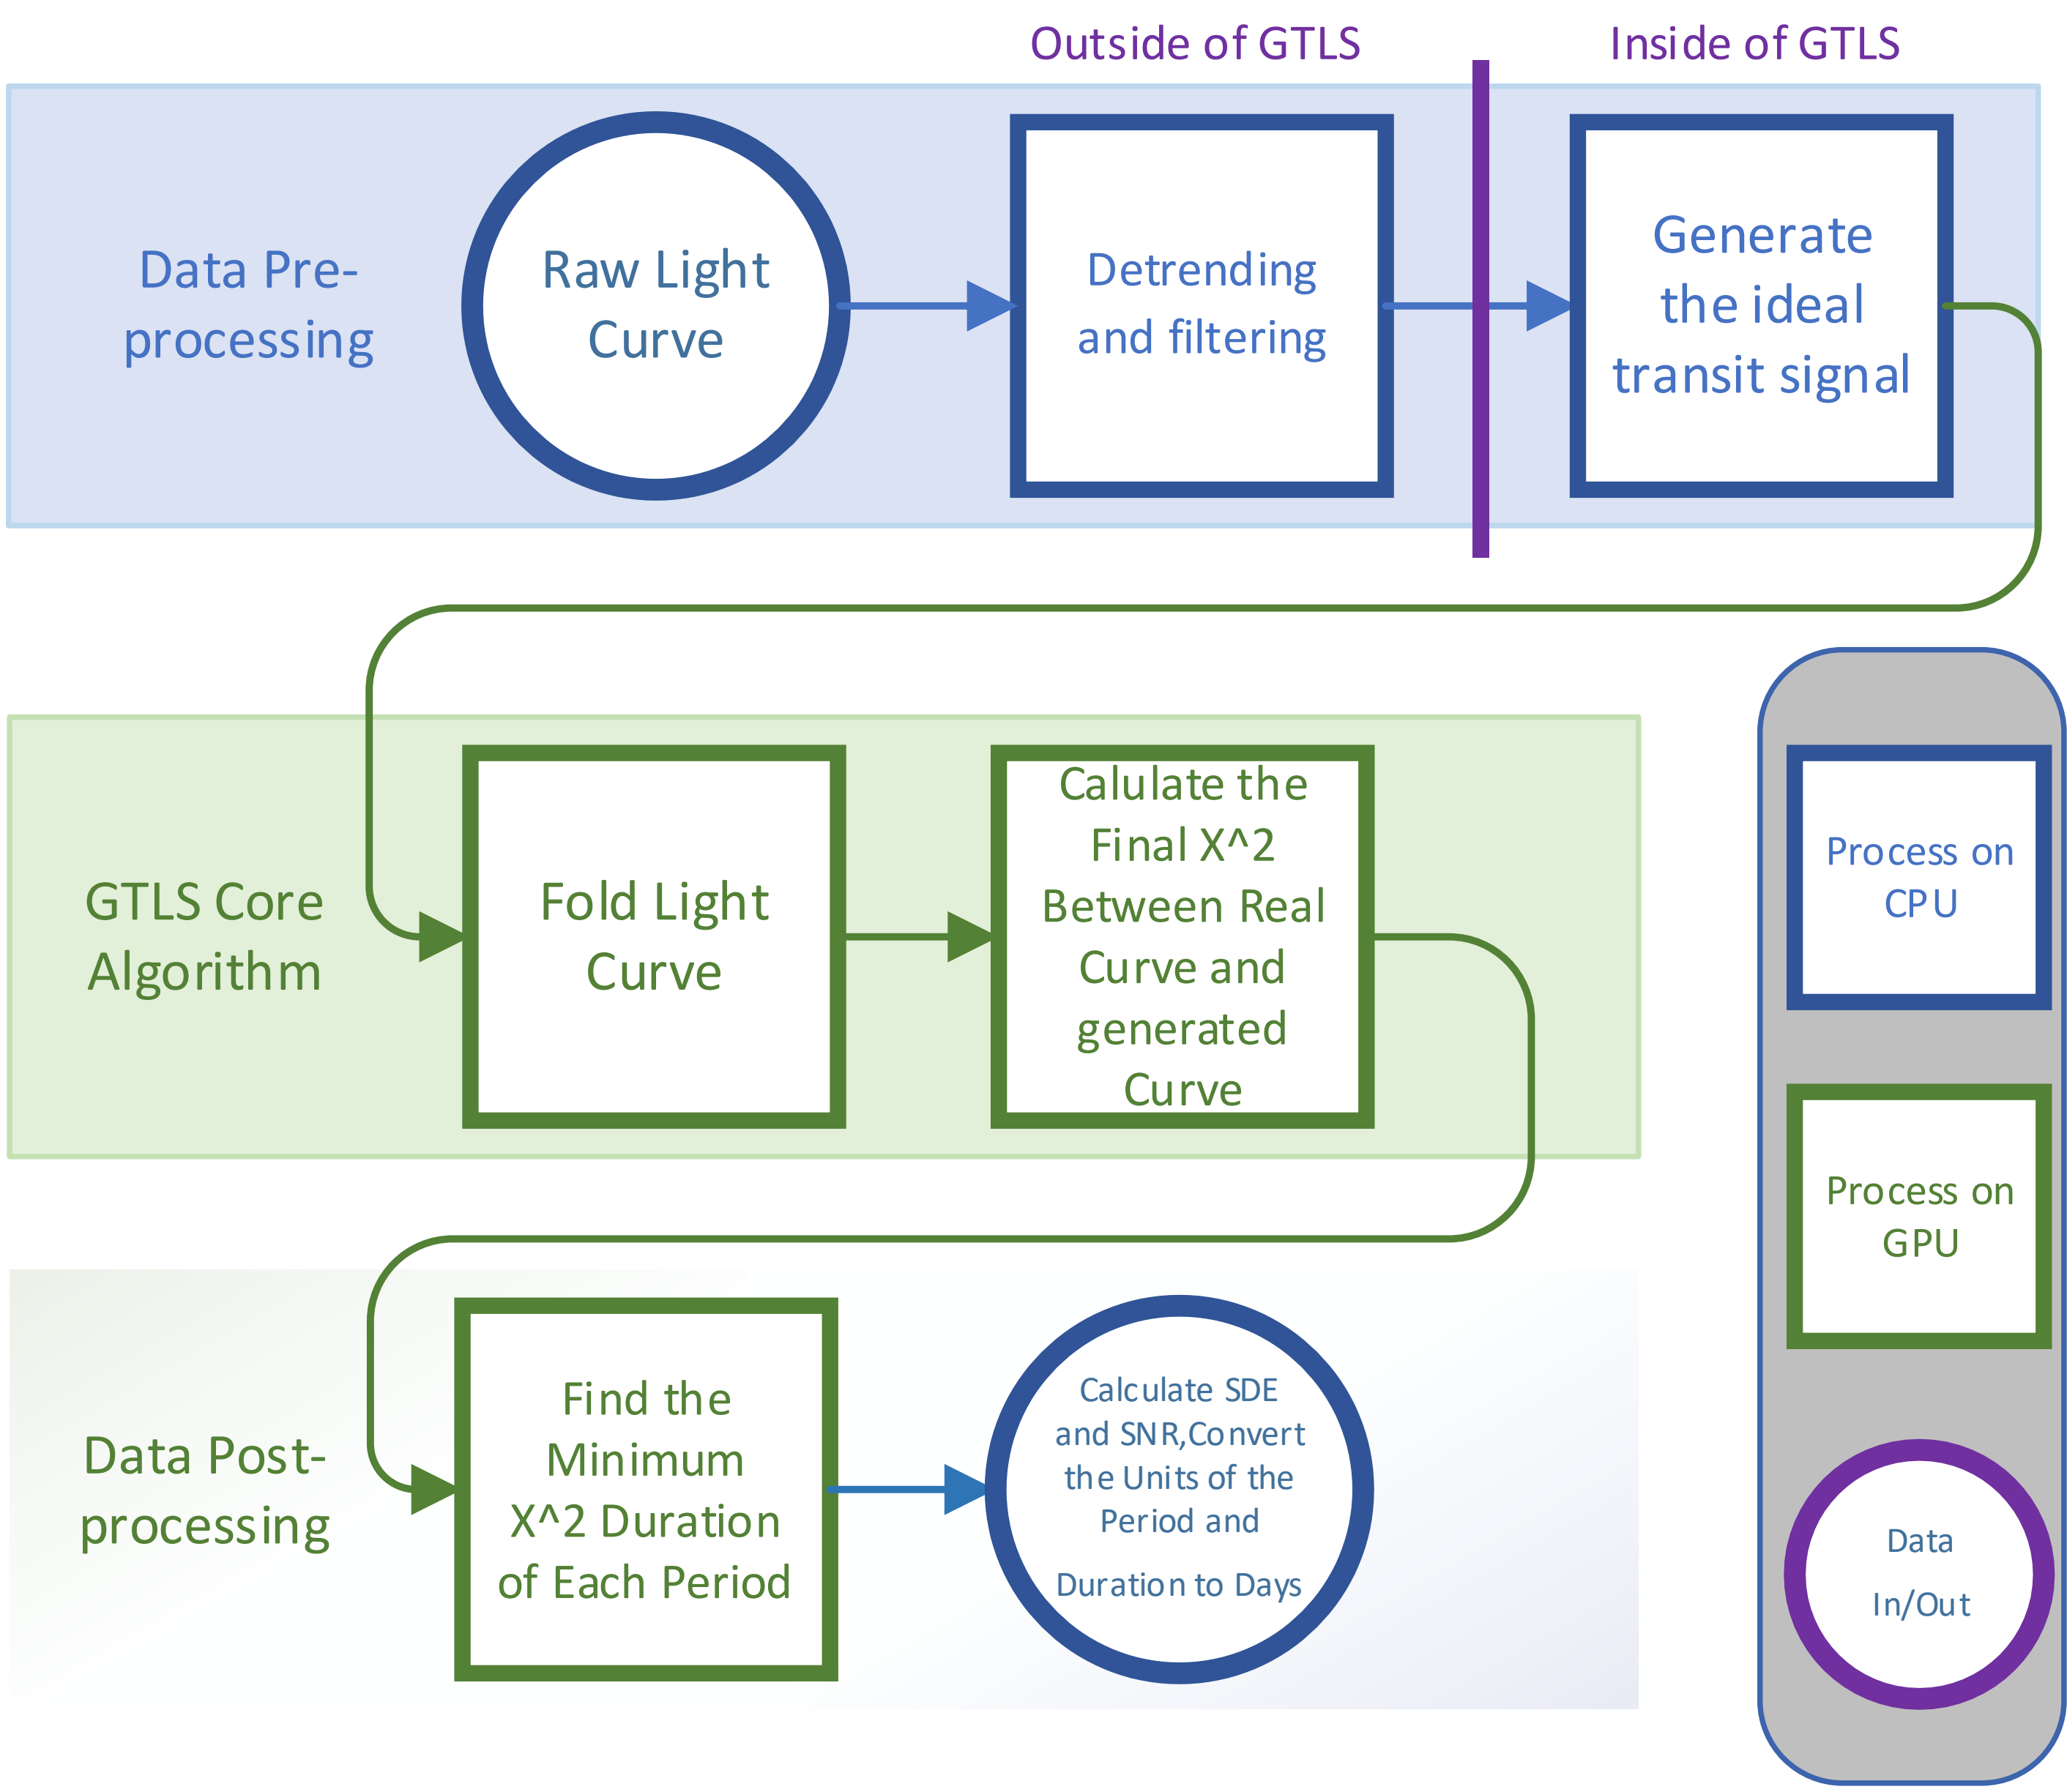 Outside of GTLS
Inside of GTLS
Data Pre-
processing
Raw Light
Curve
Detrending
and filtering
Generate
the ideal
transit signal
GTLS Core
Algorithm
Fold Light
Curve
Calulate the
Final X^2
Between Real
Curve and
generated
Curve
Data Post-
processing
Find the
Minimum
X^2 Duration
of Each Period
Calculate SDE
and SNR,Convert
the Units of the
Period and
Duration to Days
Process on
CPU
Process on
GPU
Data
In/Out